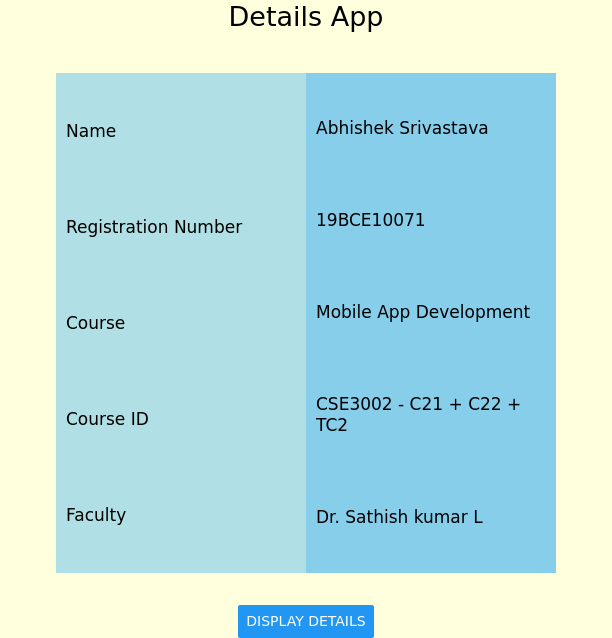 Details App
Name
Abhishek Srivastava
Registration Number
19BCE10071
Course
Mobile App Development
Course ID
CSE3002 - C21 + C22 +
TC2
Faculty
Dr. Sathish kumar L
DISPLAY DETAILS